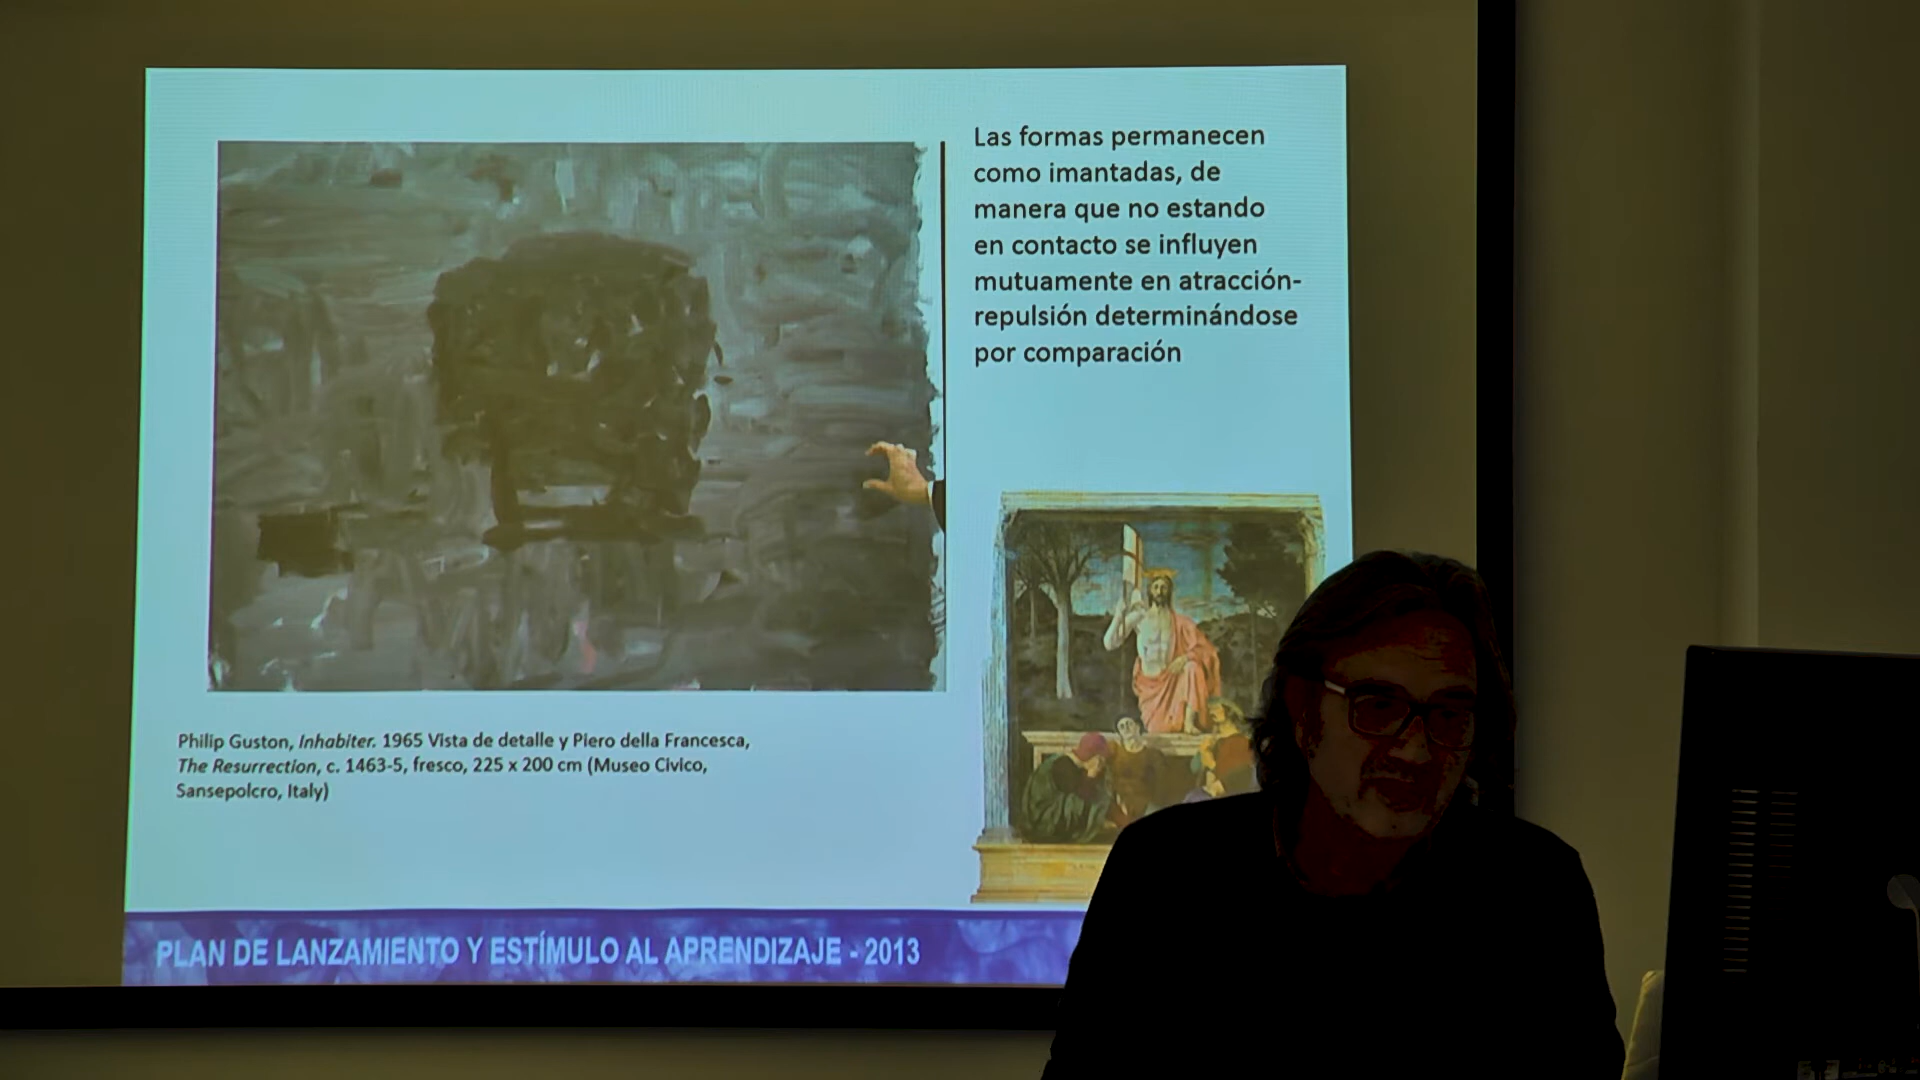 Las formas permanecen
como imantadas, de
manera que no estando
en contacto se influyen
mutuamente en atracción-
repulsión determinándose
por comparación
Philip Guston, Inhabiter. 1965 Vista de detalle y Piero della Francesca,
The Resurrection, c. 1463-5, fresco, 225 x 200 cm (Museo Civico,
Sansepolcro, Italy)
PLAN DE LANZAMIENTO Y ESTÍMULO AL APRENDIZAJE - 2013